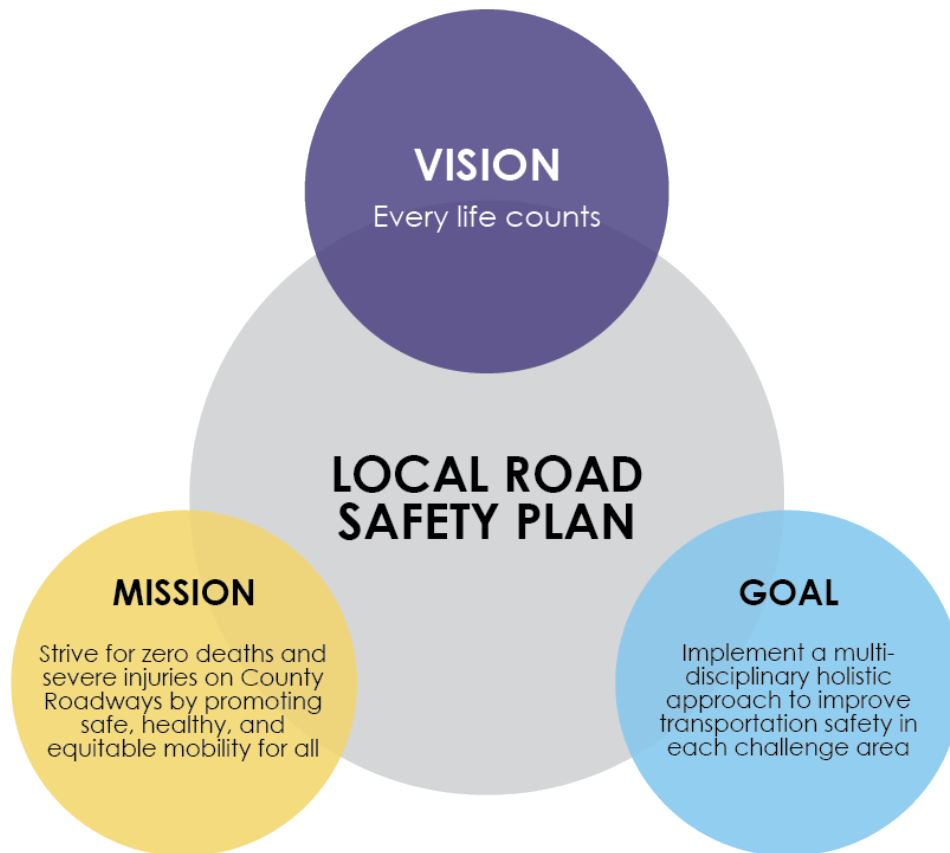 VISION
Every life counts
LOCAL ROAD
SAFETY PLAN
MISSION
Strive for zero deaths and
severe injuries on County
Roadways by promoting
safe, healthy, and
equitable mobility for all
GOAL
Implement a multi-
disciplinary holistic
approach to improve
transportation safety in
each challenge area